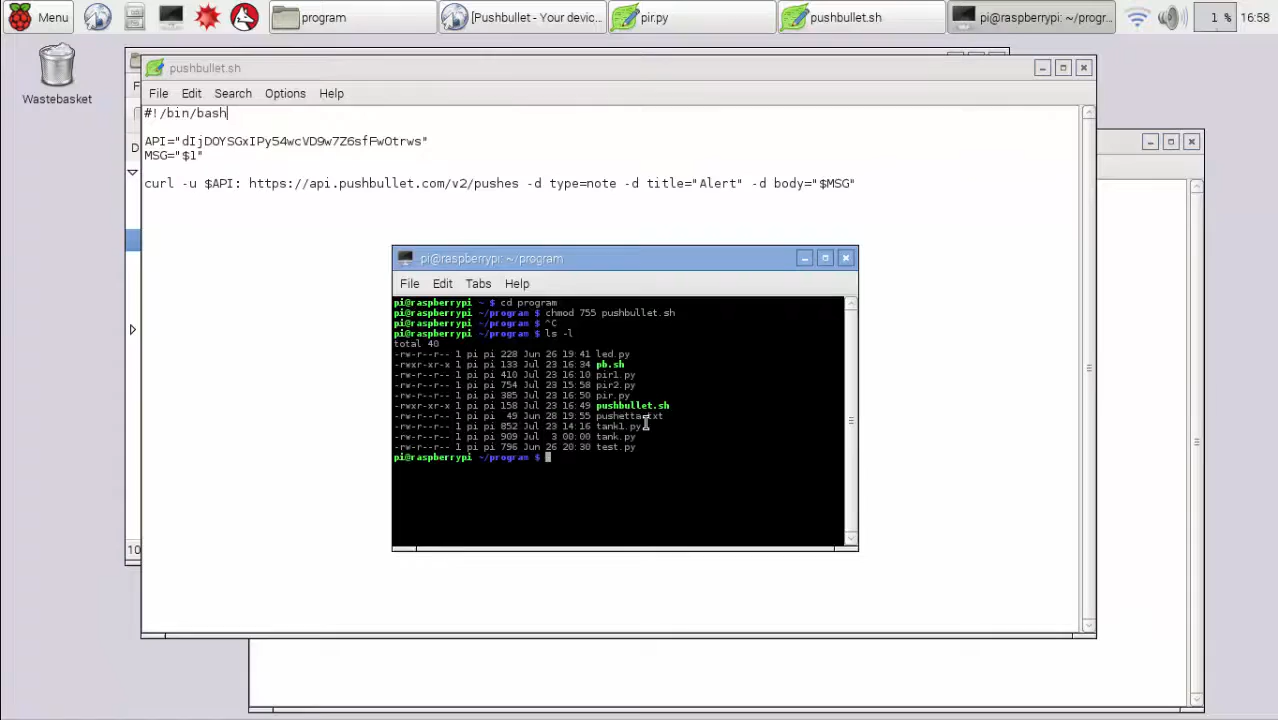 Menu
program
[Pushbullet - Your devic...
pir.py
pushbullet.sh
pi@raspberrypi: ~/progr...
1 %
16:58
Wastebasket
pushbullet.sh
File Edit Search Options Help
#!/bin/bash
API="dIjDOYSGxIPy54wcVD9w7Z6sfFwOtrws"
MSG="$1"
curl -u $API: https://api.pushbullet.com/v2/pushes -d type=note -d title="Alert" -d body="$MSG"
pi@raspberrypi: ~/program
File Edit Tabs Help
pi@raspberrypi ~ $ cd program
pi@raspberrypi ~/program $ chmod 755 pushbullet.sh
pi@raspberrypi ~/program $ ^C
pi@raspberrypi ~/program $ ls -l
total 40
-rw-r--r-- 1 pi pi 228 Jun 26 19:41 led.py
-rwxr-xr-x 1 pi pi 133 Jul 23 16:34 pb.sh
-rw-r--r-- 1 pi pi 410 Jul 23 16:10 pir1.py
-rw-r--r-- 1 pi pi 754 Jul 23 15:58 pir2.py
-rw-r--r-- 1 pi pi 385 Jul 23 16:50 pir.py
-rwxr-xr-x 1 pi pi 158 Jul 23 16:49 pushbullet.sh
-rw-r--r-- 1 pi pi 49 Jun 28 19:55 pushetta.txt
-rw-r--r-- 1 pi pi 852 Jul 23 14:16 tank1.py
-rw-r--r-- 1 pi pi 909 Jul 3 00:00 tank.py
-rw-r--r-- 1 pi pi 796 Jun 26 20:30 test.py
pi@raspberrypi ~/program $
10